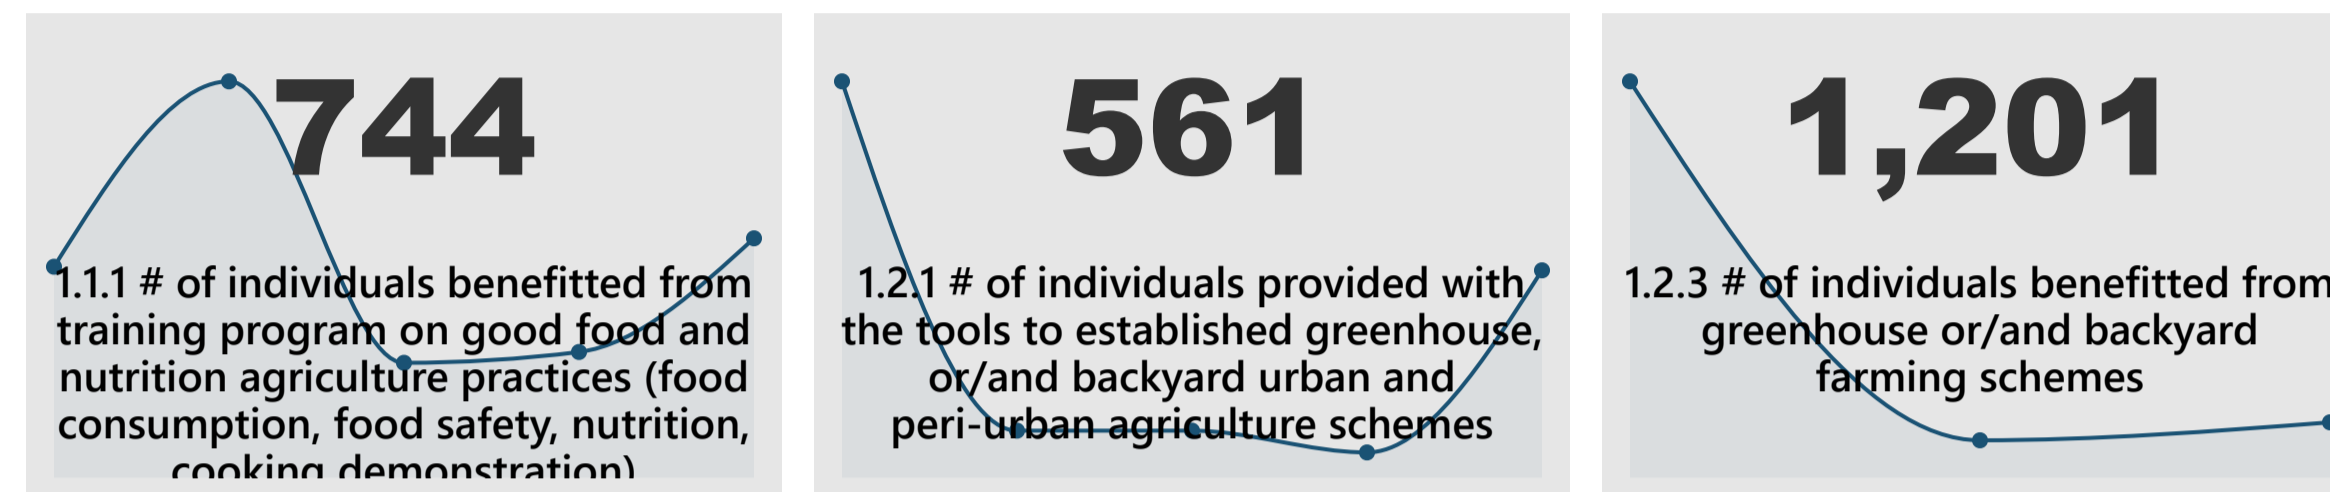 744
1.1.1 # of individuals benefitted from
training program on good food and
nutrition agriculture practices (food
consumption, food safety, nutrition,
cooking demonstration)
561
1.2.1 # of individuals provided with
the tools to established greenhouse,
or/and backyard urban and
peri-urban agriculture schemes
1,201
1.2.3 # of individuals benefitted from
greenhouse or/and backyard
farming schemes